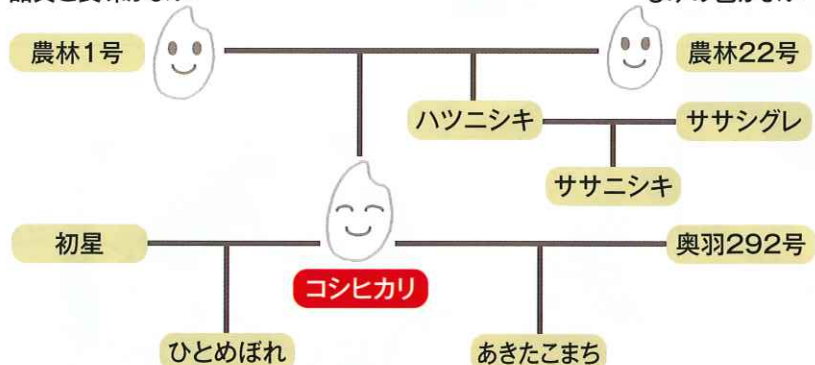 農林1号
農林22号
ハツニシキ
ササシグレ
ササニシキ
初星
奥羽292号
コシヒカリ
ひとめぼれ
あきたこまち